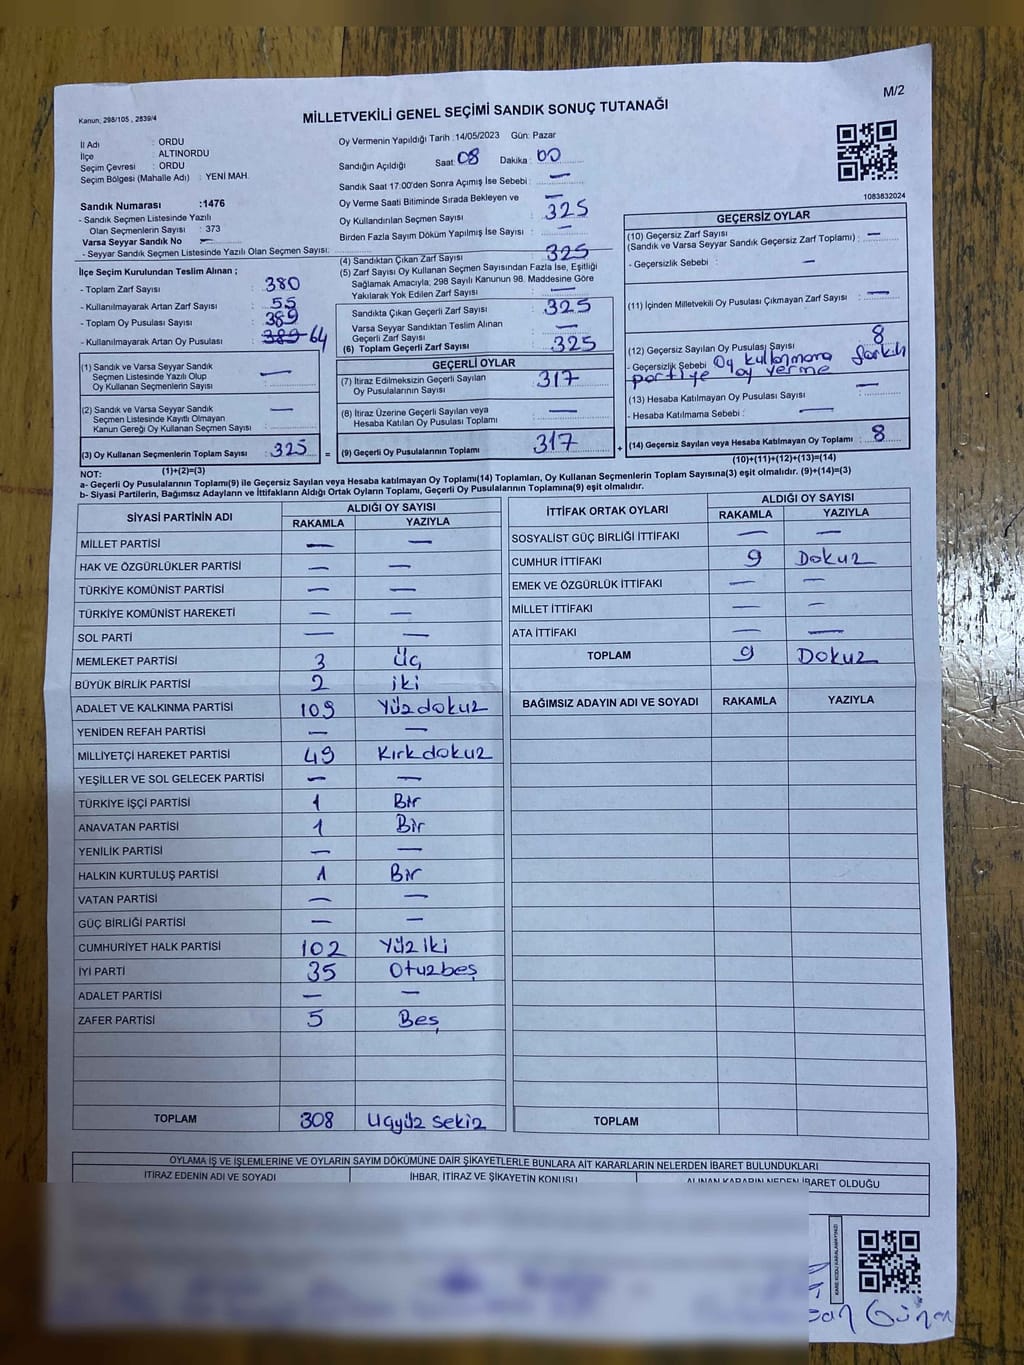 M/2
Kanun; 298/105 , 2839/4
MİLLETVEKİLİ GENEL SEÇİMİ SANDIK SONUÇ TUTANAĞI
İl Adı : ORDU
İlçe : ALTINORDU
Seçim Çevresi : ORDU
Seçim Bölgesi (Mahalle Adı) : YENİ MAH.
Sandık Numarası :1476
- Sandık Seçmen Listesinde Yazılı
Olan Seçmenlerin Sayısı : 373
Varsa Seyyar Sandık No : —
- Seyyar Sandık Seçmen Listesinde Yazılı Olan Seçmen Sayısı:
Oy Vermenin Yapıldığı Tarih :14/05/2023 Gün: Pazar
Sandığın Açıldığı Saat: 08 Dakika : 00
Sandık Saat 17:00'den Sonra Açımış İse Sebebi : —
Oy Verme Saati Bitiminde Sırada Bekleyen ve —
Oy Kullandırılan Seçmen Sayısı : 325
Birden Fazla Sayım Döküm Yapılmış İse Sayısı : —
1083832024
İlçe Seçim Kurulundan Teslim Alınan ;
- Toplam Zarf Sayısı : 380
- Kullanılmayarak Artan Zarf Sayısı : 55
- Toplam Oy Pusulası Sayısı : 389
- Kullanılmayarak Artan Oy Pusulası : 389 64
(1) Sandık ve Varsa Seyyar Sandık
Seçmen Listesinde Yazılı Olup
Oy Kullanan Seçmenlerin Sayısı : —
(2) Sandık ve Varsa Seyyar Sandık
Seçmen Listesinde Kayıtlı Olmayan
Kanun Gereği Oy Kullanan Seçmen Sayısı : —
(3) Oy Kullanan Seçmenlerin Toplam Sayısı : 325 =
(1)+(2)=(3)
(4) Sandıktan Çıkan Zarf Sayısı : 325
(5) Zarf Sayısı Oy Kullanan Seçmen Sayısından Fazla İse, Eşitliği
Sağlamak Amacıyla; 298 Sayılı Kanunun 98. Maddesine Göre
Yakılarak Yok Edilen Zarf Sayısı : —
Sandıkta Çıkan Geçerli Zarf Sayısı : 325
Varsa Seyyar Sandıktan Teslim Alınan
Geçerli Zarf Sayısı : —
(6) Toplam Geçerli Zarf Sayısı : 325
GEÇERLİ OYLAR
(7) İtiraz Edilmeksizin Geçerli Sayılan
Oy Pusulalarının Sayısı : 317
(8) İtiraz Üzerine Geçerli Sayılan veya
Hesaba Katılan Oy Pusulası Toplamı : —
(9) Geçerli Oy Pusulalarının Toplamı : 317 +
GEÇERSİZ OYLAR
(10) Geçersiz Zarf Sayısı
(Sandık ve Varsa Seyyar Sandık Geçersiz Zarf Toplamı) : —
- Geçersizlik Sebebi : —
(11) İçinden Milletvekili Oy Pusulası Çıkmayan Zarf Sayısı : —
(12) Geçersiz Sayılan Oy Pusulası Sayısı : 8
- Geçersizlik Sebebi Oy kullanmama farklı
partiye oy verme
(13) Hesaba Katılmayan Oy Pusulası Sayısı : —
- Hesaba Katılmama Sebebi : —
(14) Geçersiz Sayılan veya Hesaba Katılmayan Oy Toplamı : 8
(10)+(11)+(12)+(13)=(14)
NOT:
a- Geçerli Oy Pusulalarının Toplamı(9) ile Geçersiz Sayılan veya Hesaba katılmayan Oy Toplamı(14) Toplamları, Oy Kullanan Seçmenlerin Toplam Sayısına(3) eşit olmalıdır. (9)+(14)=(3)
b- Siyasi Partilerin, Bağımsız Adayların ve İttifakların Aldığı Ortak Oyların Toplamı, Geçerli Oy Pusulalarının Toplamına(9) eşit olmalıdır.
SİYASİ PARTİNİN ADI ALDIĞI OY SAYISI
RAKAMLA YAZIYLA
MİLLET PARTİSİ — —
HAK VE ÖZGÜRLÜKLER PARTİSİ — —
TÜRKİYE KOMÜNİST PARTİSİ — —
TÜRKİYE KOMÜNİST HAREKETİ — —
SOL PARTİ — —
MEMLEKET PARTİSİ 3 üç
BÜYÜK BİRLİK PARTİSİ 2 iki
ADALET VE KALKINMA PARTİSİ 109 Yüzdokuz
YENİDEN REFAH PARTİSİ — —
MİLLİYETÇİ HAREKET PARTİSİ 49 Kırkdokuz
YEŞİLLER VE SOL GELECEK PARTİSİ — —
TÜRKİYE İŞÇİ PARTİSİ 1 Bir
ANAVATAN PARTİSİ 1 Bir
YENİLİK PARTİSİ — —
HALKIN KURTULUŞ PARTİSİ 1 Bir
VATAN PARTİSİ — —
GÜÇ BİRLİĞİ PARTİSİ — —
CUMHURİYET HALK PARTİSİ 102 Yüz iki
İYİ PARTİ 35 Otuzbeş
ADALET PARTİSİ — —
ZAFER PARTİSİ 5 Beş
TOPLAM 308 Üçyüz sekiz
İTTİFAK ORTAK OYLARI ALDIĞI OY SAYISI
RAKAMLA YAZIYLA
SOSYALIST GÜÇ BİRLİĞİ İTTİFAKI — —
CUMHUR İTTİFAKI 9 Dokuz
EMEK VE ÖZGÜRLÜK İTTİFAKI — —
MİLLET İTTİFAKI — —
ATA İTTİFAKI — —
TOPLAM 9 Dokuz
BAĞIMSIZ ADAYIN ADI VE SOYADI RAKAMLA YAZIYLA
TOPLAM
OYLAMA İŞ VE İŞLEMLERİNE VE OYLARIN SAYIM DÖKÜMÜNE DAİR ŞİKAYETLERLE BUNLARA AİT KARARLARIN NELERDEN İBARET BULUNDUKLARI
İTİRAZ EDENİN ADI VE SOYADI İHBAR, İTİRAZ VE ŞİKAYETİN KONUSU ALINAN KARARIN NEDEN İBARET OLDUĞU
KARE KODU KARALAMAYINIZ!